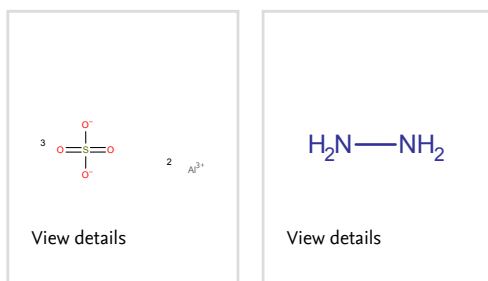 O⁻
3 O S O
O⁻
2 Al³⁺
View details
H₂N NH₂
View details